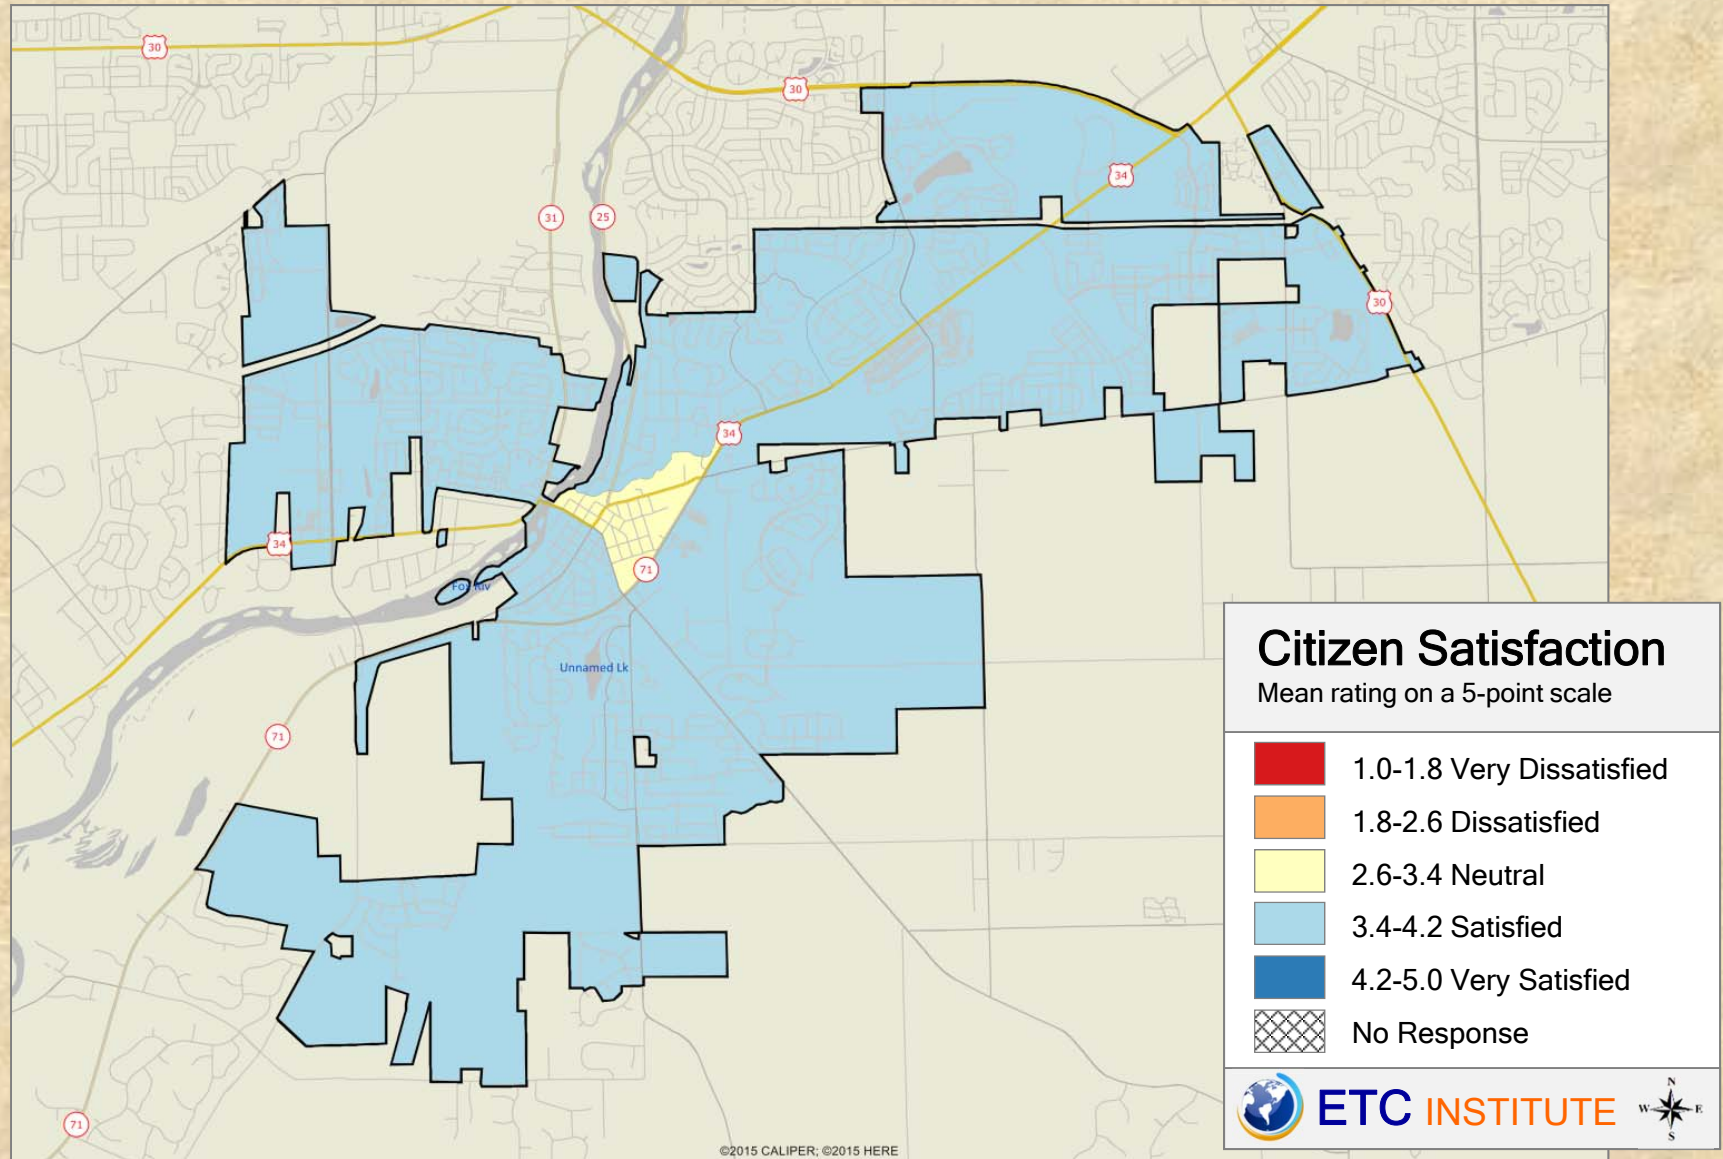 30
30
34
31
25
30
34
34
71
Fox Riv
Unnamed Lk
71
71
©2015 CALIPER; ©2015 HERE
Citizen Satisfaction
Mean rating on a 5-point scale
1.0-1.8 Very Dissatisfied
1.8-2.6 Dissatisfied
2.6-3.4 Neutral
3.4-4.2 Satisfied
4.2-5.0 Very Satisfied
No Response
ETC INSTITUTE
N
W E
S